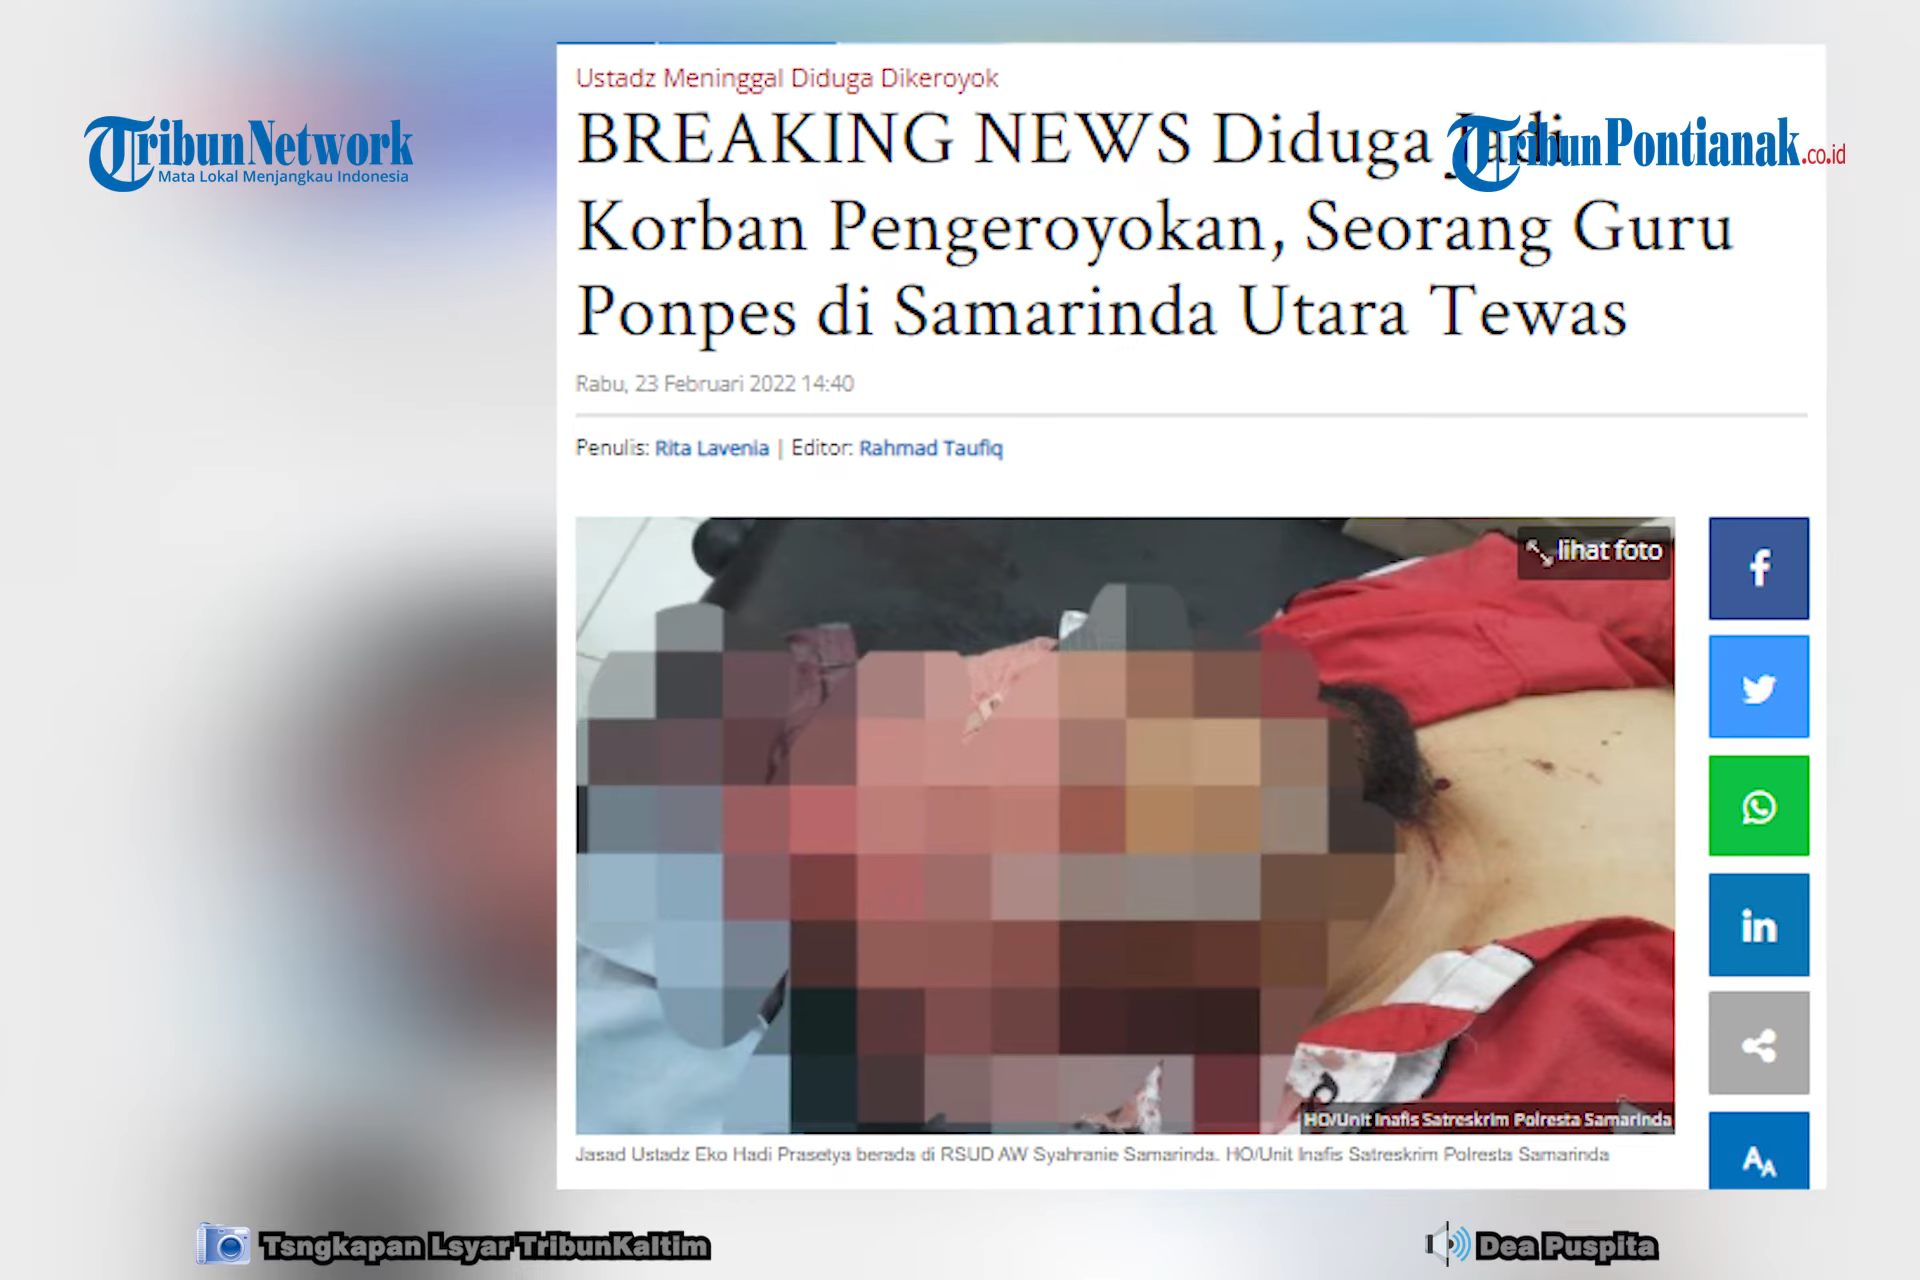 Ustadz Meninggal Diduga Dikeroyok
BREAKING NEWS Diduga Jadi
Korban Pengeroyokan, Seorang Guru
Ponpes di Samarinda Utara Tewas
TribunNetwork
Mata Lokal Menjangkau Indonesia
TribunPontianak.co.id
Rabu, 23 Februari 2022 14:40
Penulis: Rita Lavenia | Editor: Rahmad Taufiq
lihat foto
f
in
AA
HO/Unit Inafis Satreskrim Polresta Samarinda
Jasad Ustadz Eko Hadi Prasetya berada di RSUD AW Syahranie Samarinda. HO/Unit Inafis Satreskrim Polresta Samarinda
Tsngkapan Lsyar TribunKaltim
Dea Puspita